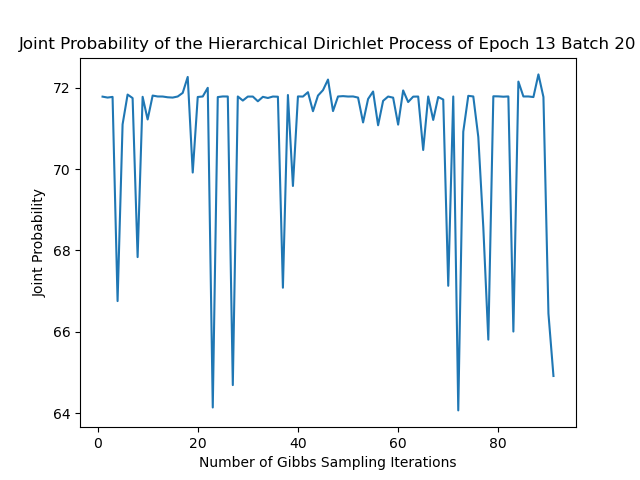 Joint Probability of the Hierarchical Dirichlet Process of Epoch 13 Batch 20
72
70
68
66
64
Joint Probability
0 20 40 60 80
Number of Gibbs Sampling Iterations